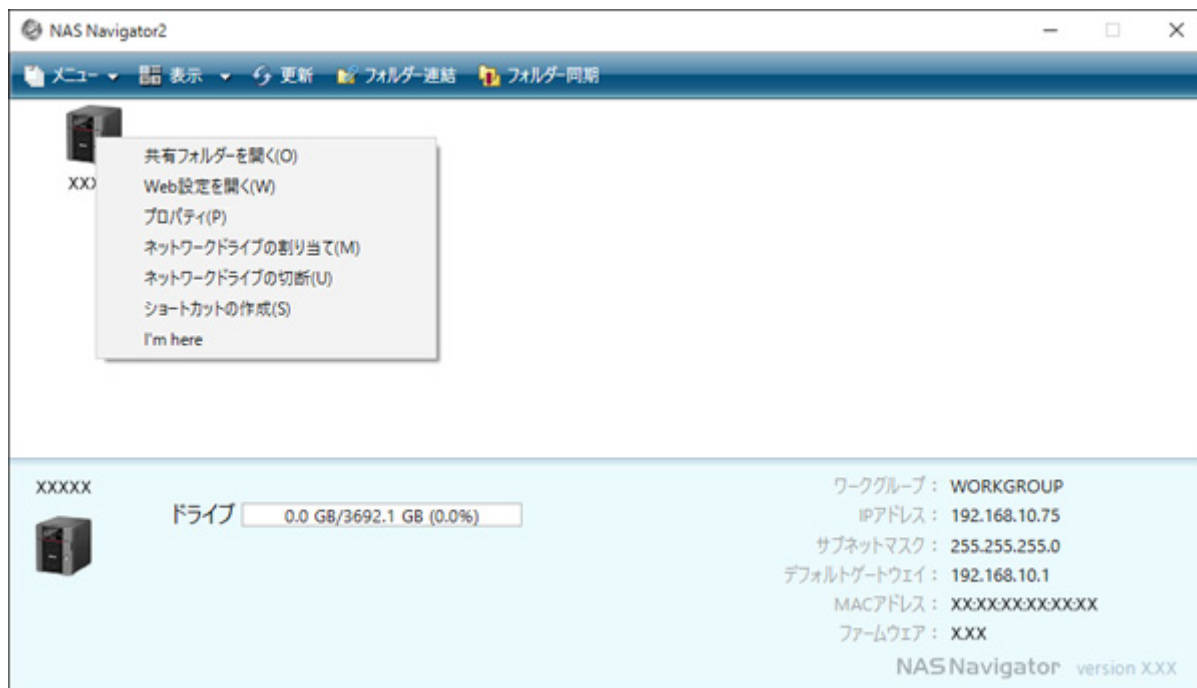 NAS Navigator2
メニュー 表示 更新 フォルダー連結 フォルダー同期
XXX
共有フォルダーを開く(O)
Web設定を開く(W)
プロパティ(P)
ネットワークドライブの割り当て(M)
ネットワークドライブの切断(U)
ショートカットの作成(S)
I'm here
XXXXX
ドライブ 0.0 GB/3692.1 GB (0.0%)
ワークグループ： WORKGROUP
IPアドレス： 192.168.10.75
サブネットマスク： 255.255.255.0
デフォルトゲートウェイ： 192.168.10.1
MACアドレス： XX:XX:XX:XX:XX:XX
ファームウェア： X.XX
NAS Navigator version X.XX